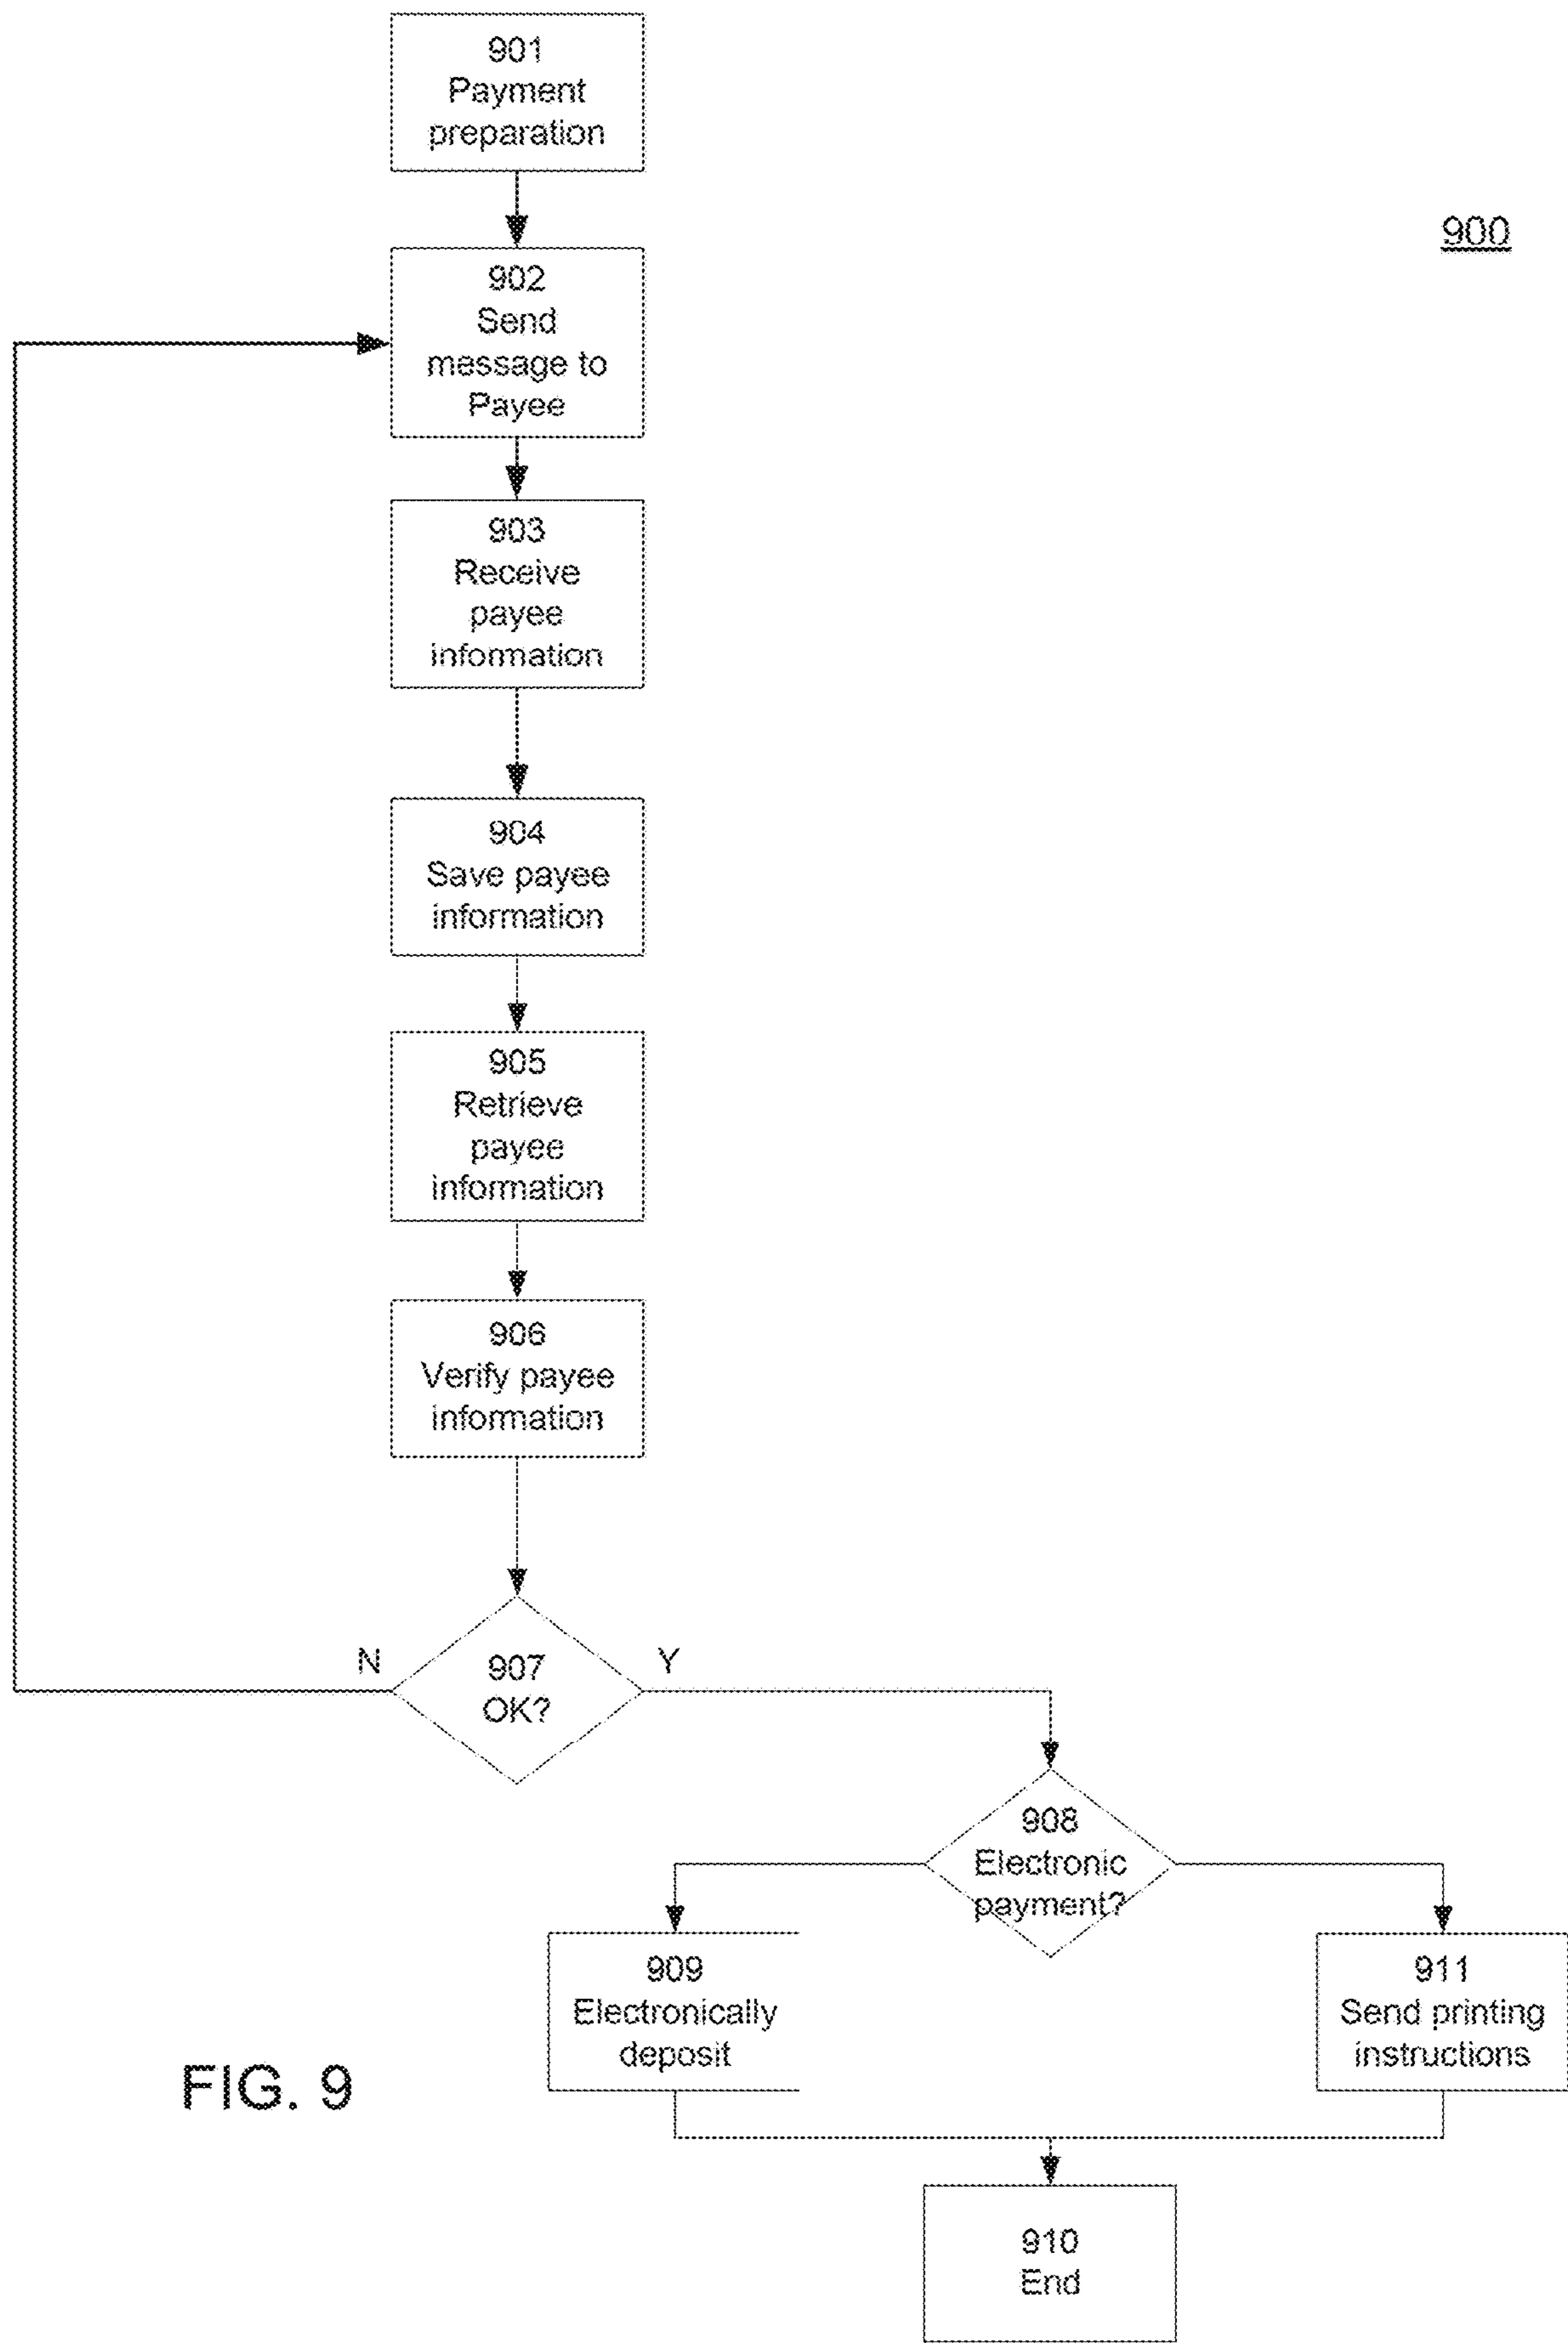 901
Payment
preparation
900
902
Send
message to
Payee
903
Receive
payee
information
904
Save payee
information
905
Retrieve
payee
information
906
Verify payee
information
N
907
OK?
Y
908
Electronic
payment?
909
Electronically
deposit
911
Send printing
instructions
FIG. 9
910
End